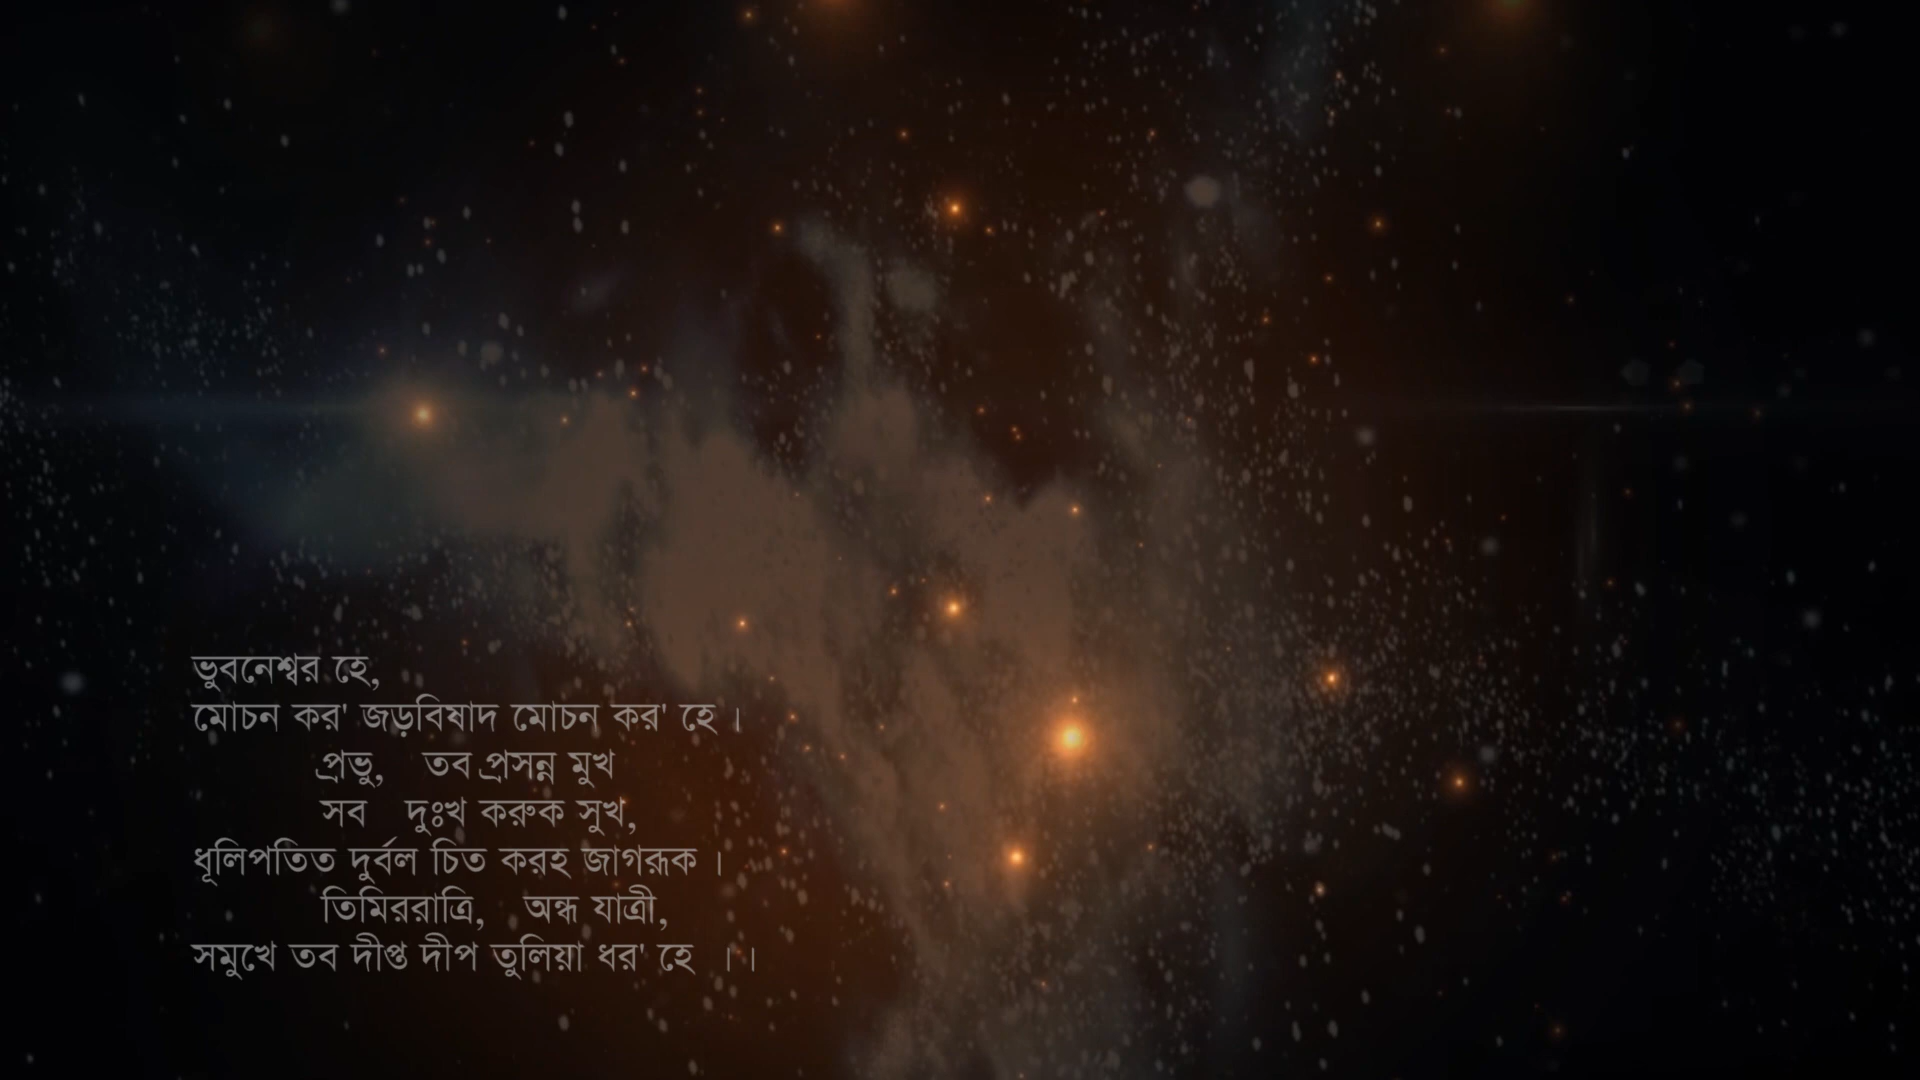 ভুবনেশ্বর হে,
মোচন কর' জড়বিষাদ মোচন কর' হে ।
প্রভু, তব প্রসন্ন মুখ
সব দুঃখ করুক সুখ,
ধূলিপতিত দুর্বল চিত করহ জাগরূক ।
তিমিররাত্রি, অন্ধ যাত্রী,
সমুখে তব দীপ্ত দীপ তুলিয়া ধর' হে । ।